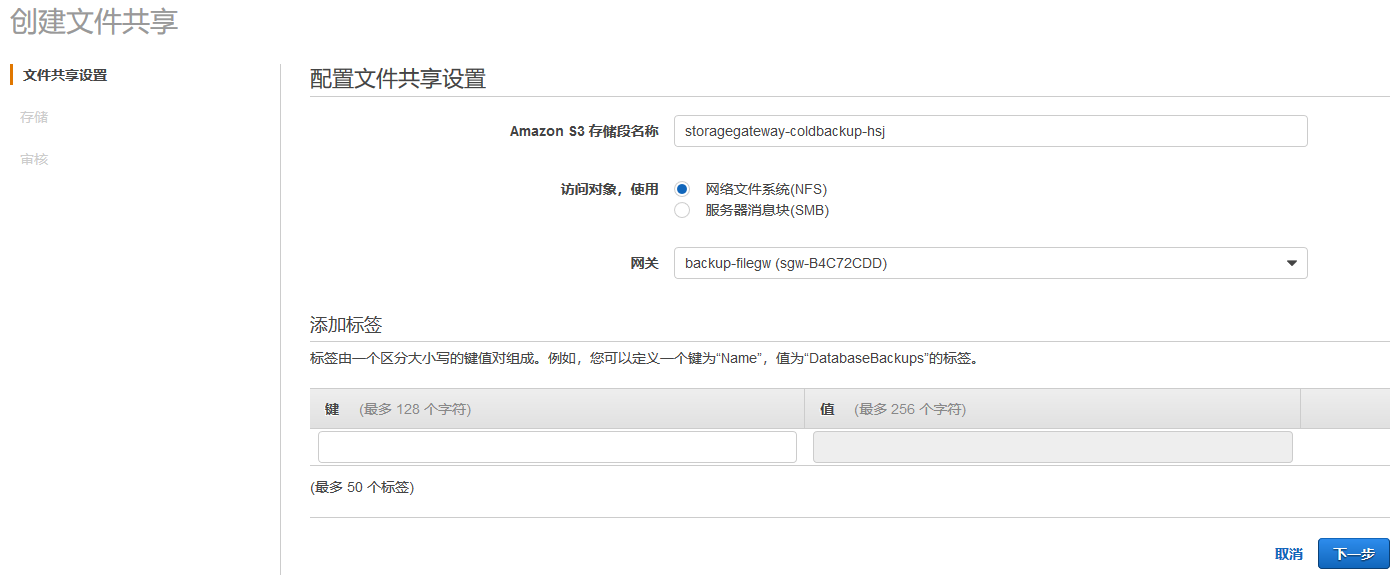 创建文件共享
文件共享设置
存储
审核
配置文件共享设置
Amazon S3 存储段名称 storagegateway-coldbackup-hsj
访问对象，使用 网络文件系统(NFS)
服务器消息块(SMB)
网关 backup-filegw (sgw-B4C72CDD)
添加标签
标签由一个区分大小写的键值对组成。例如，您可以定义一个键为“Name”，值为“DatabaseBackups”的标签。
键 (最多 128 个字符) 值 (最多 256 个字符)
(最多 50 个标签)
取消 下一步